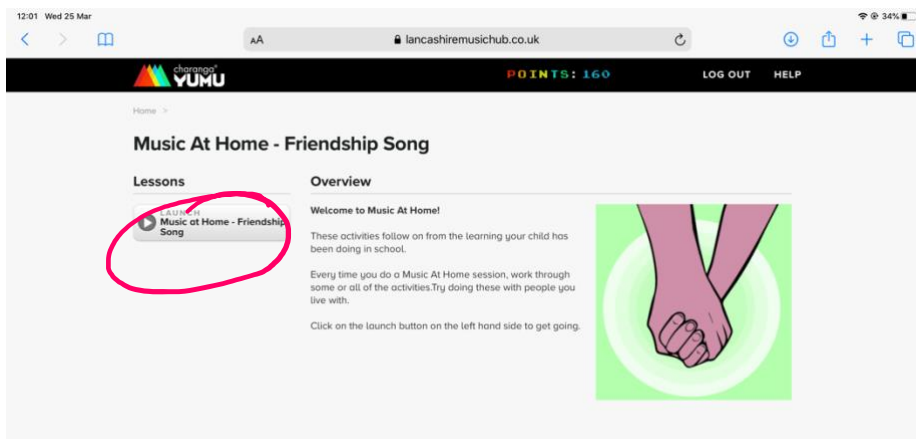 12:01 Wed 25 Mar
34%
AA
lancashiremusichub.co.uk
charanga
YUMU
POINTS: 160
LOG OUT
HELP
Home >
Music At Home - Friendship Song
Lessons
Overview
LAUNCH
Music at Home - Friendship
Song
Welcome to Music At Home!
These activities follow on from the learning your child has
been doing in school.
Every time you do a Music At Home session, work through
some or all of the activities.Try doing these with people you
live with.
Click on the launch button on the left hand side to get going.